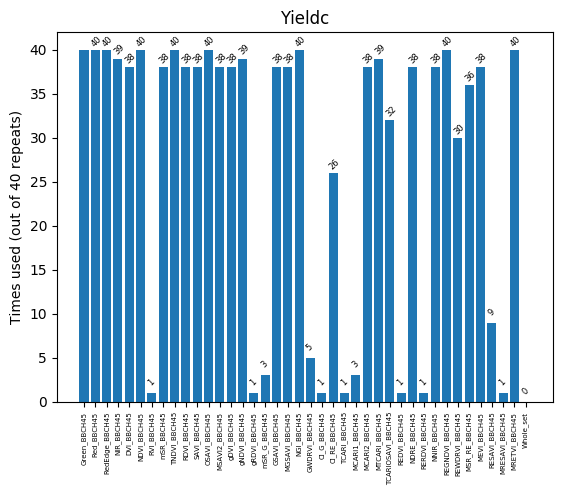 Yieldc
Times used (out of 40 repeats)
40
35
30
25
20
15
10
5
0
40 40 39 38 40 1 38 40 38 38 40 38 38 39 1 3 38 38 40 5 1 26 1 3 38 39 32 1 38 1 38 40 30 36 38 9 1 40 0
Green_BBCH45
Red_BBCH45
RedEdge_BBCH45
NIR_BBCH45
DVI_BBCH45
NDVI_BBCH45
RVI_BBCH45
mSR_BBCH45
TNDVI_BBCH45
RDVI_BBCH45
SAVI_BBCH45
OSAVI_BBCH45
MSAVI2_BBCH45
gDVI_BBCH45
gNDVI_BBCH45
gRDVI_BBCH45
mSR_G_BBCH45
GSAVI_BBCH45
MGSAVI_BBCH45
NGI_BBCH45
GWDRVI_BBCH45
CI_G_BBCH45
CI_RE_BBCH45
TCARI_BBCH45
MCARI1_BBCH45
MCARI2_BBCH45
MTCARI_BBCH45
TCARIOSAVI_BBCH45
REDVI_BBCH45
NDRE_BBCH45
RERDVI_BBCH45
NNIR_BBCH45
REGNDVI_BBCH45
REWDRVI_BBCH45
MSR_RE_BBCH45
MEVI_BBCH45
RESAVI_BBCH45
MRESAVI_BBCH45
MRETVI_BBCH45
Whole_set